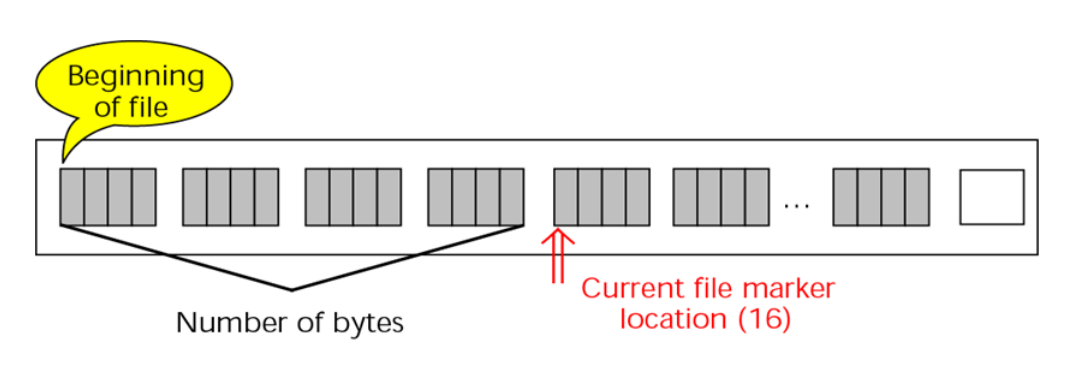 Beginning
of file
...
Current file marker
location (16)
Number of bytes